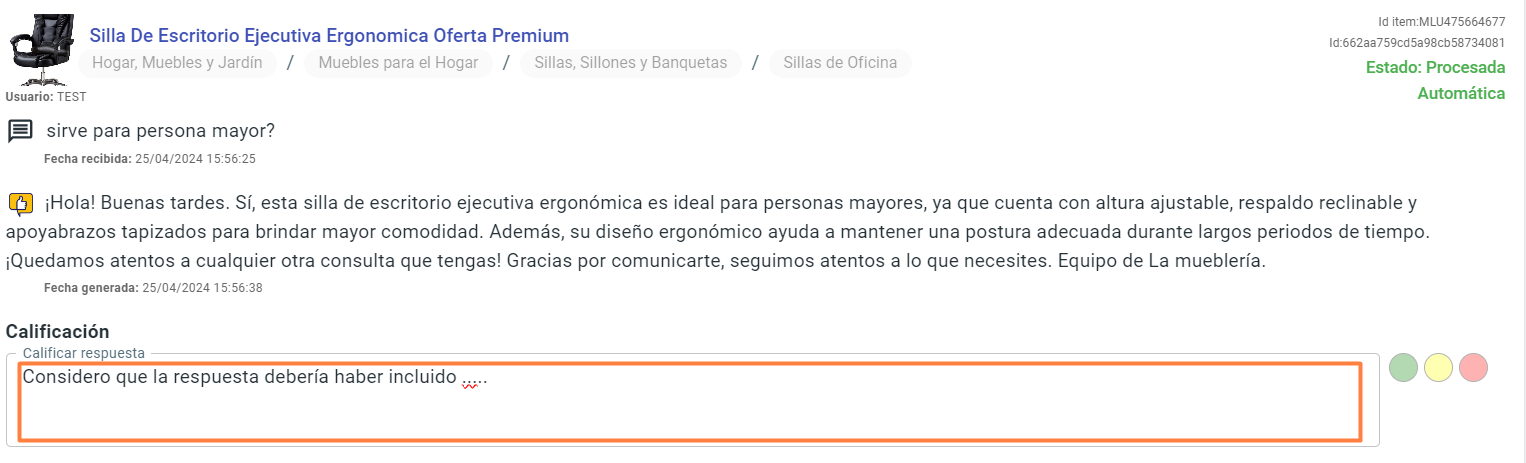 Silla De Escritorio Ejecutiva Ergonomica Oferta Premium
Id item:MLU475664677
Hogar, Muebles y Jardín / Muebles para el Hogar / Sillas, Sillones y Banquetas / Sillas de Oficina
Id:662aa759cd5a98cb58734081
Estado: Procesada
Automática
Usuario: TEST
sirve para persona mayor?
Fecha recibida: 25/04/2024 15:56:25
¡Hola! Buenas tardes. Sí, esta silla de escritorio ejecutiva ergonómica es ideal para personas mayores, ya que cuenta con altura ajustable, respaldo reclinable y
apoyabrazos tapizados para brindar mayor comodidad. Además, su diseño ergonómico ayuda a mantener una postura adecuada durante largos periodos de tiempo.
¡Quedamos atentos a cualquier otra consulta que tengas! Gracias por comunicarte, seguimos atentos a lo que necesites. Equipo de La mueblería.
Fecha generada: 25/04/2024 15:56:38
Calificación
Calificar respuesta
Considero que la respuesta debería haber incluido .....